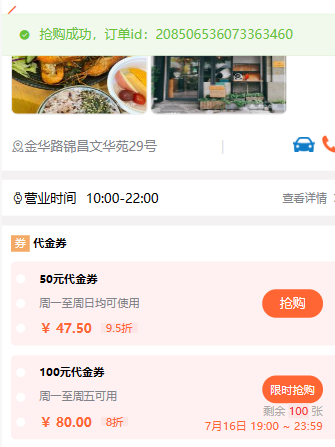 抢购成功，订单id：208506536073363460
金华路锦昌文华苑29号
营业时间 10:00-22:00 查看详情
券 代金券
50元代金券
周一至周日均可使用
¥ 47.50 9.5折
抢购
100元代金券
周一至周五可用
¥ 80.00 8折
限时抢购
剩余 100 张
7月16日 19:00 ~ 23:59